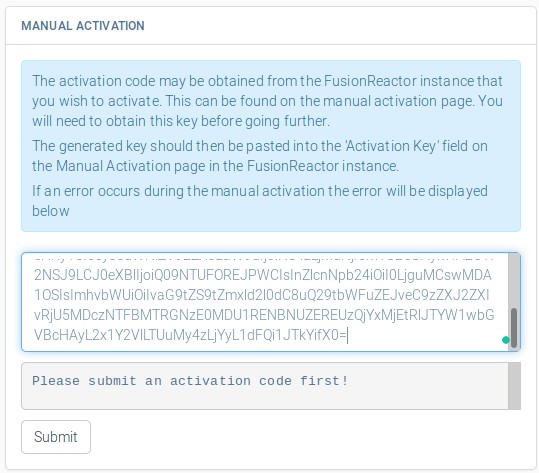 MANUAL ACTIVATION
The activation code may be obtained from the FusionReactor instance that
you wish to activate. This can be found on the manual activation page. You
will need to obtain this key before going further.
The generated key should then be pasted into the 'Activation Key' field on
the Manual Activation page in the FusionReactor instance.
If an error occurs during the manual activation the error will be displayed
below
Please submit an activation code first!
Submit